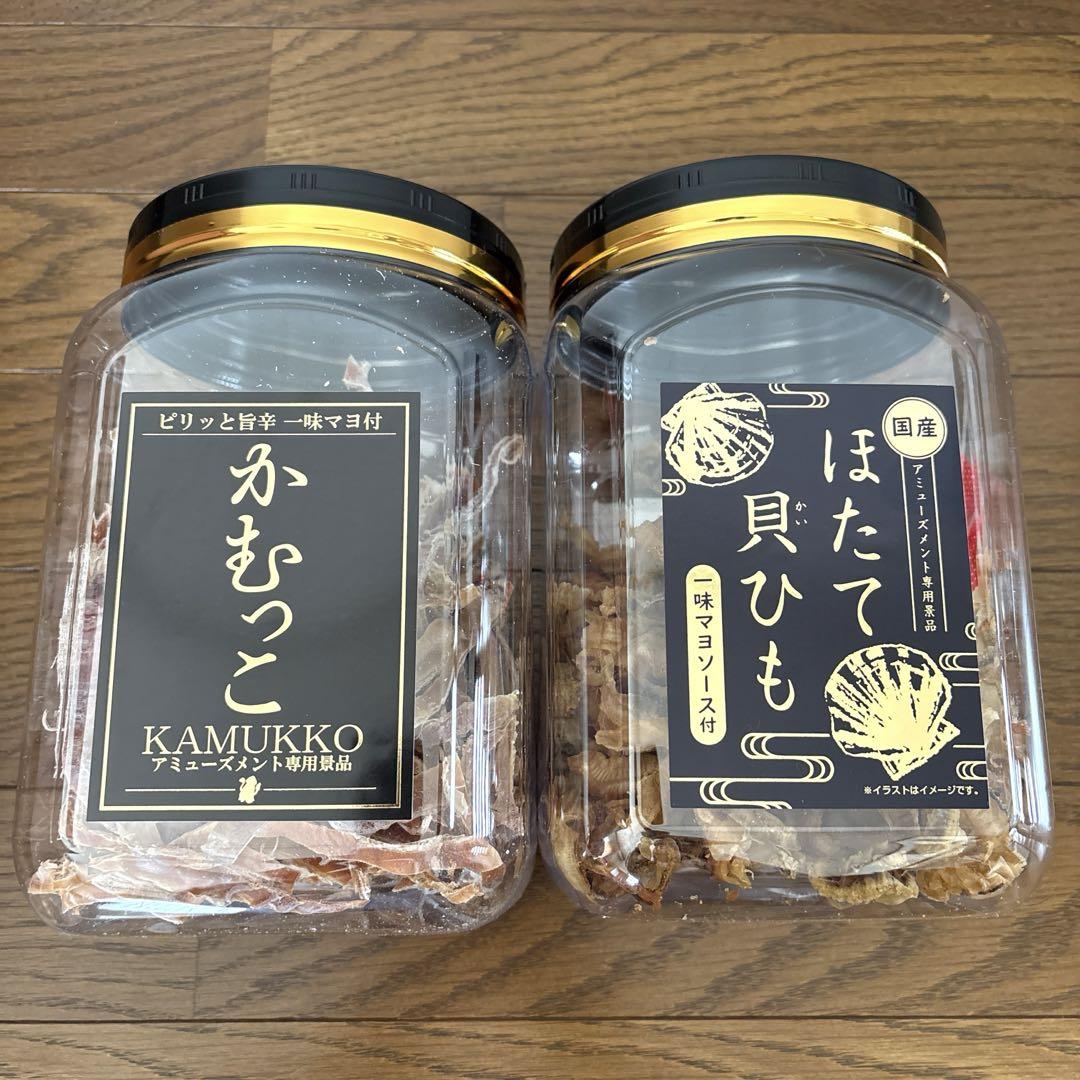 ピリッと旨辛 一味マヨ付
かむっこ
KAMUKKO
アミューズメント専用景品
国産
アミューズメント専用景品
ほたて
貝ひも
かい
一味マヨソース付
※イラストはイメージです。